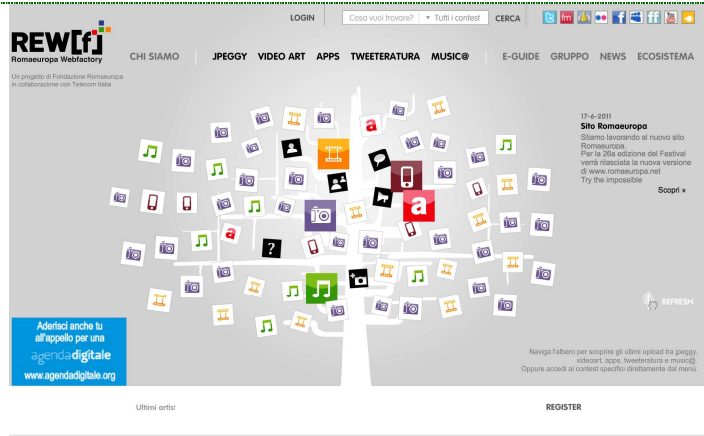 LOGIN
Cosa vuoi trovare?
Tutti i contest
CERCA
REW[f]
Romaeuropa Webfactory
Un progetto di Fondazione Romaeuropa
in collaborazione con Telecom Italia
CHI SIAMO
JPEGGY VIDEO ART APPS TWEETERATURA MUSIC@
E-GUIDE GRUPPO NEWS ECOSISTEMA
17-6-2011
Sito Romaeuropa
Stiamo lavorando al nuovo sito
Romaeuropa.
Per la 26a edizione del Festival
verrà rilasciata la nuova versione
di www.romaeuropa.net
Try the impossible
Scopri »
a
a
a
?
REFRESH
Aderisci anche tu
all'appello per una
agendadigitale
www.agendadigitale.org
Naviga l'albero per scoprire gli ultimi upload tra jpeggy,
videoart, apps, tweeteratura e music@.
Oppure accedi ai contest specifici direttamente dal menù.
Ultimi artis
REGISTER